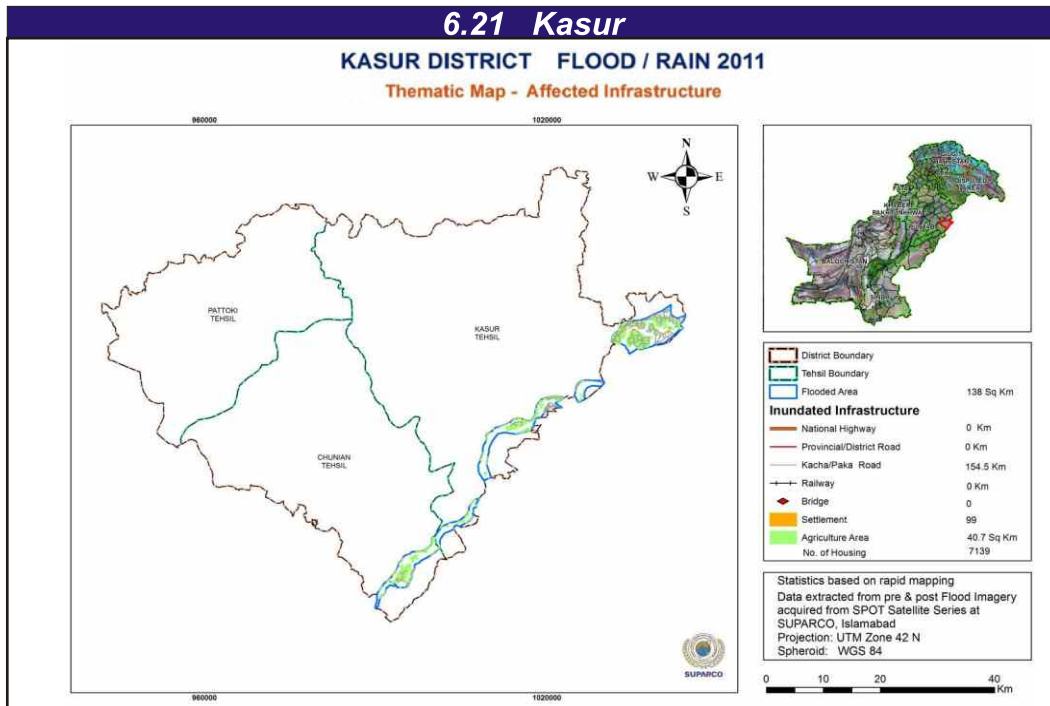 6.21 Kasur
KASUR DISTRICT FLOOD / RAIN 2011
Thematic Map - Affected Infrastructure
960000
1020000
N
W
E
S
PATTOKI
TEHSIL
KASUR
TEHSIL
CHUNIAN
TEHSIL
SUPARCO
960000
1020000
BALOCHISTAN
District Boundary
Tehsil Boundary
Flooded Area 138 Sq Km
Inundated Infrastructure
National Highway 0 Km
Provincial/District Road 0 Km
Kacha/Paka Road 154.5 Km
Railway 0 Km
Bridge 0
Settlement 99
Agriculture Area 40.7 Sq Km
No. of Housing 7139
Statistics based on rapid mapping
Data extracted from pre & post Flood Imagery
acquired from SPOT Satellite Series at
SUPARCO, Islamabad
Projection: UTM Zone 42 N
Spheroid: WGS 84
0 10 20 40
Km